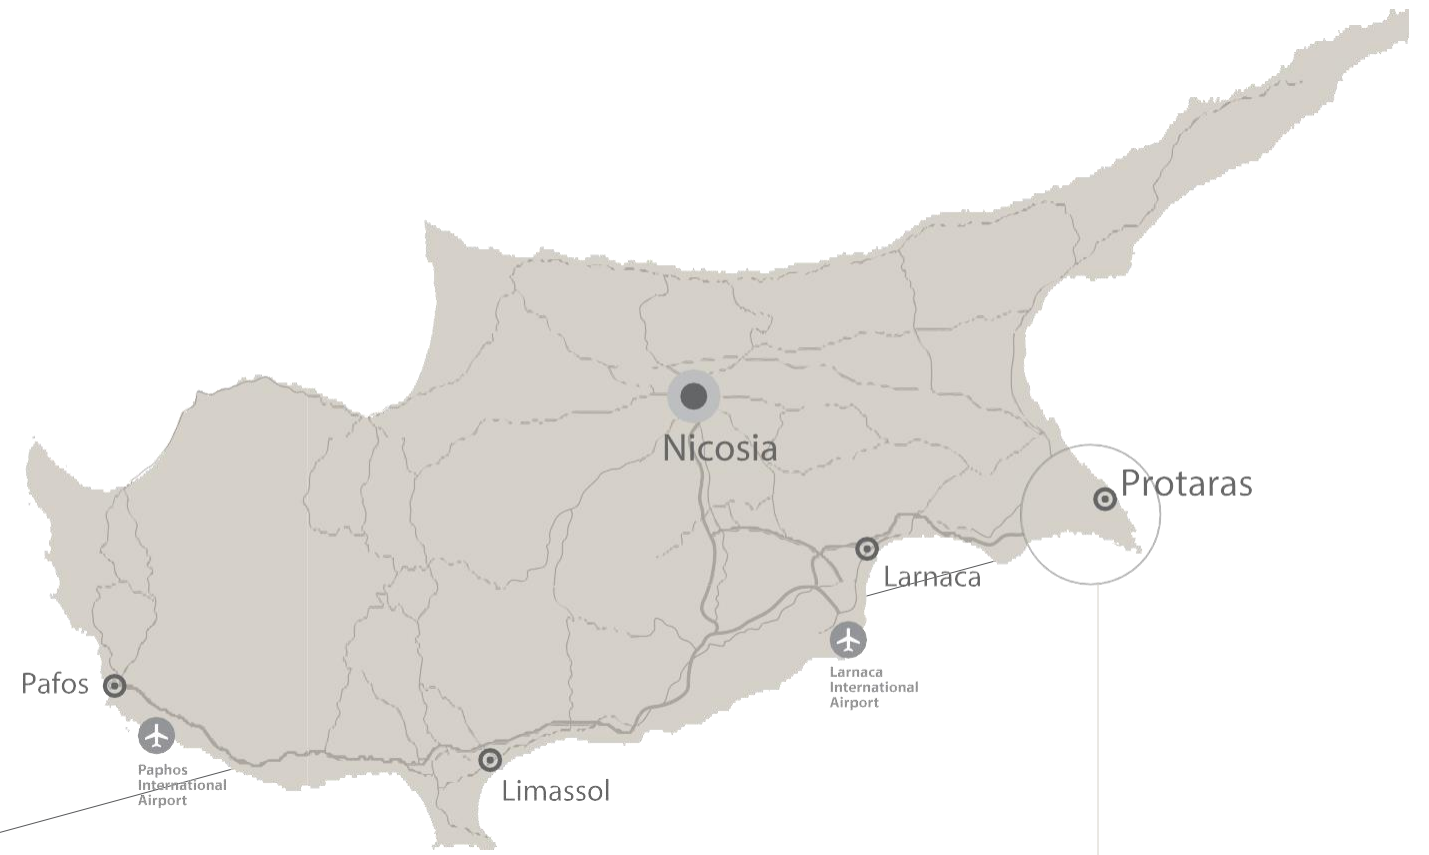 Nicosia
Protaras
Larnaca
Larnaca
International
Airport
Pafos
Paphos
International
Airport
Limassol